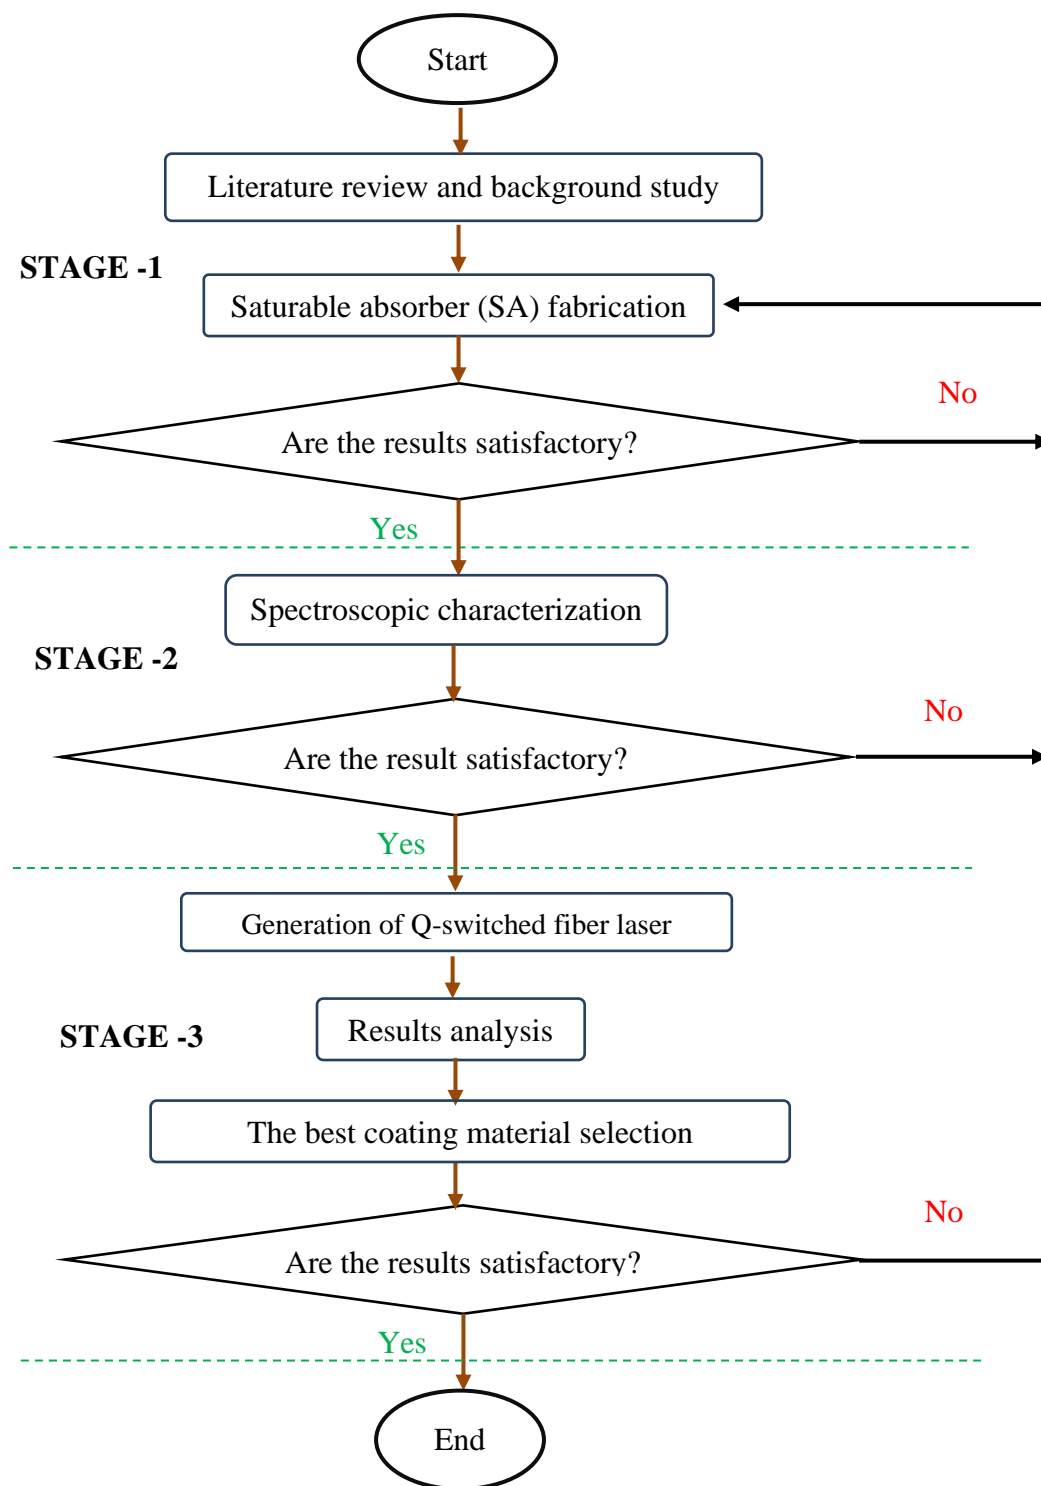 Start
Literature review and background study
STAGE -1
Saturable absorber (SA) fabrication
No
Are the results satisfactory?
Yes
Spectroscopic characterization
STAGE -2
No
Are the result satisfactory?
Yes
Generation of Q-switched fiber laser
Results analysis
STAGE -3
The best coating material selection
No
Are the results satisfactory?
Yes
End